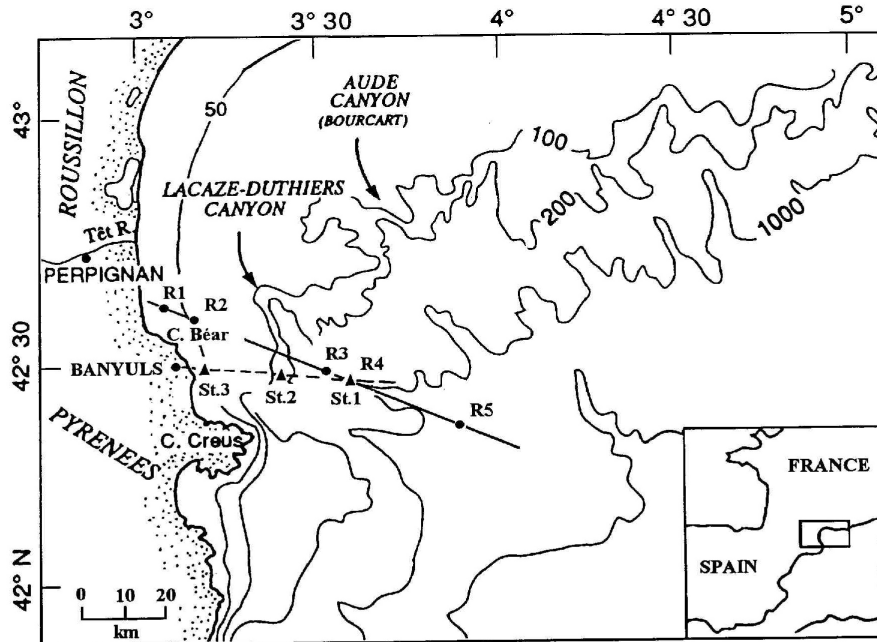 3°
3° 30
4°
4° 30
5°
43°
42° 30
42° N
ROUSSILLON
50
AUDE
CANYON
(BOURCART)
100
LACAZE-DUTHIERS
CANYON
200
1000
Têt R
PERPIGNAN
R1
R2
C. Béar
R3
R4
BANYULS
St.3
St.2
St.1
R5
PYRENEES
C. Creus
0 10 20
km
FRANCE
SPAIN